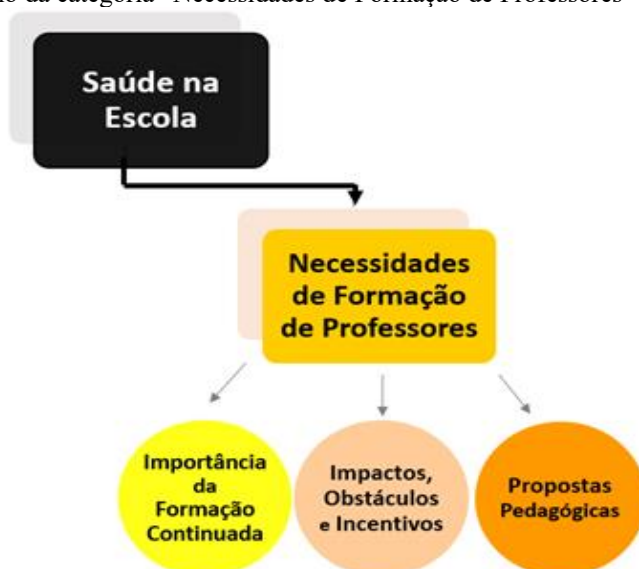 da categoria "Necessidades de Formação de Professores"
Saúde na
Escola
Necessidades
de Formação
de Professores
Importância
da
Formação
Continuada
Impactos,
Obstáculos
e Incentivos
Propostas
Pedagógicas